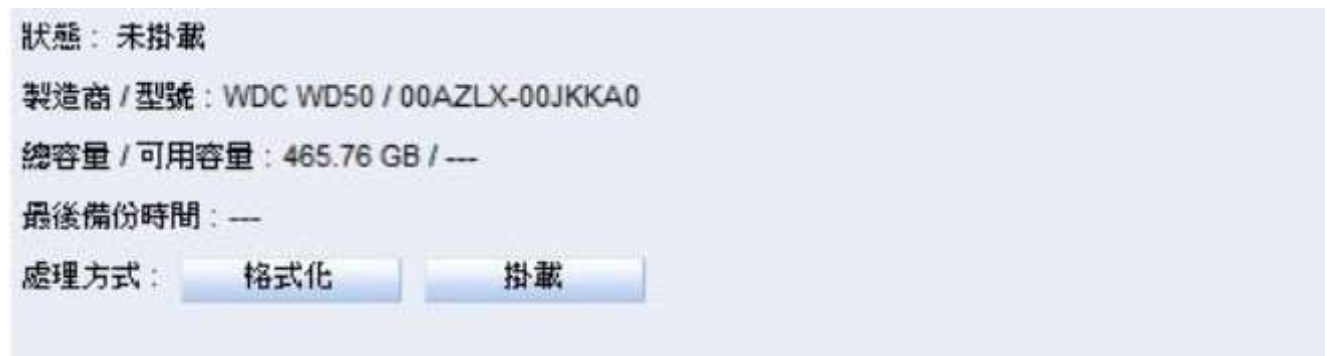 狀態 : 未掛載
製造商 / 型號 : WDC WD50 / 00AZLX-00JKKA0
總容量 / 可用容量 : 465.76 GB / ---
最後備份時間 : ---
處理方式 : 格式化 掛載